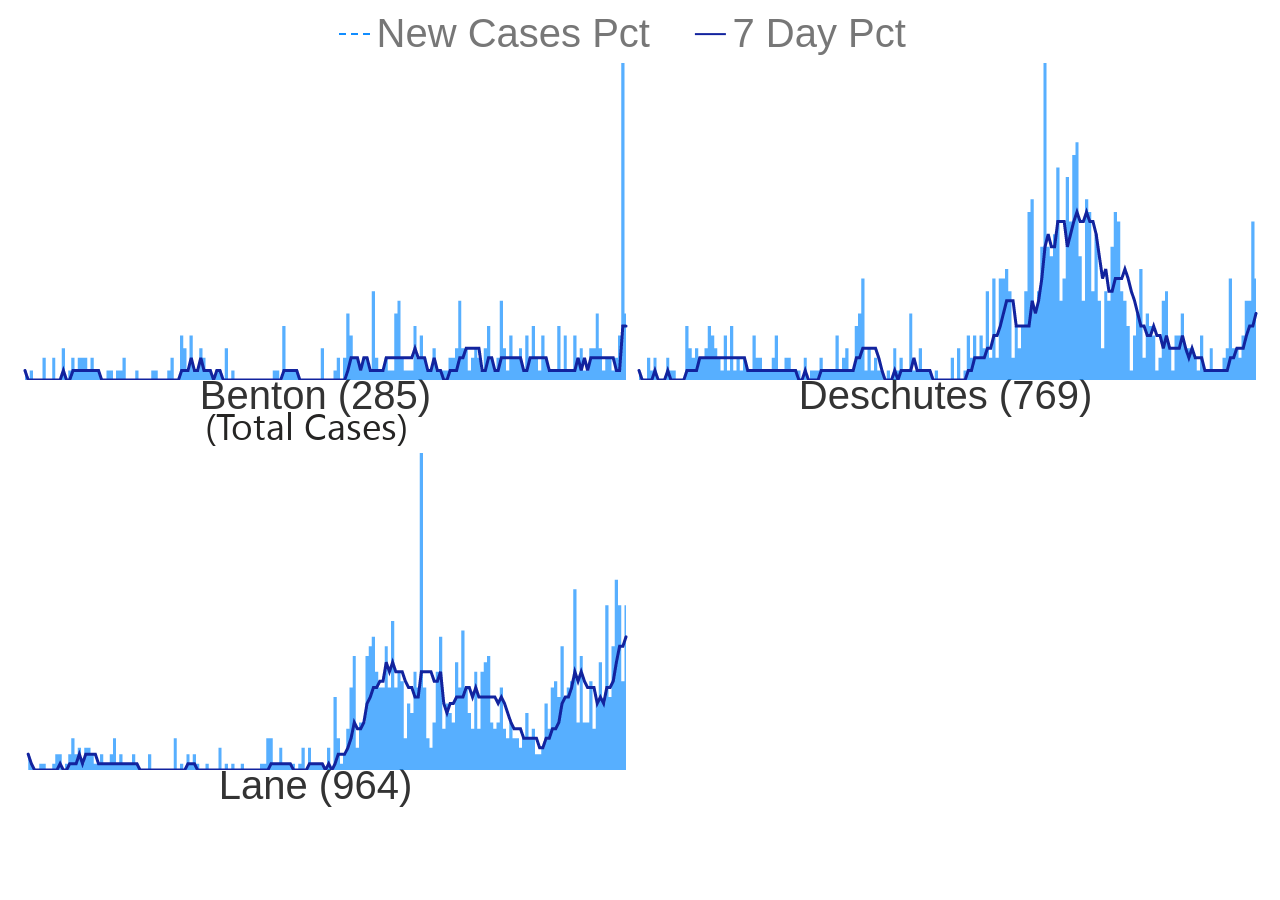 New Cases Pct 7 Day Pct
Benton (285)
(Total Cases)
Deschutes (769)
Lane (964)